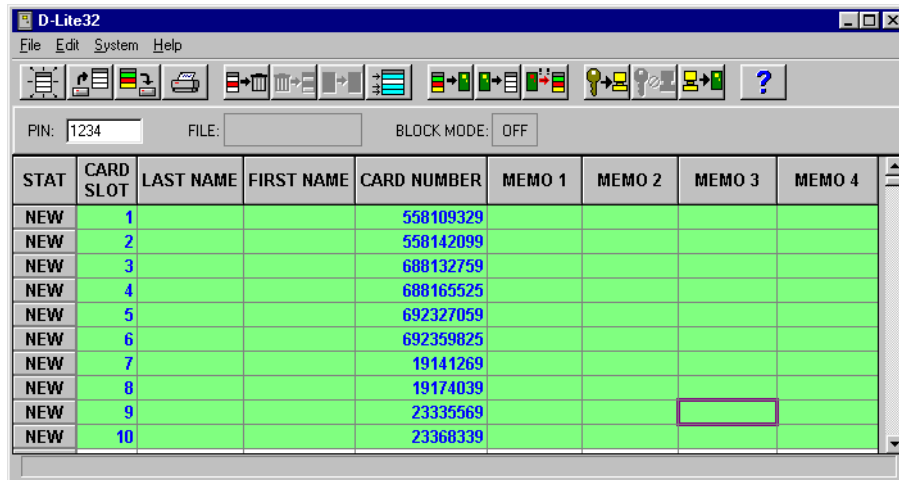 D-Lite32
File Edit System Help
?
PIN: 1234 FILE: BLOCK MODE: OFF
STAT CARD SLOT LAST NAME FIRST NAME CARD NUMBER MEMO 1 MEMO 2 MEMO 3 MEMO 4
NEW 1 558109329
NEW 2 558142099
NEW 3 688132759
NEW 4 688165525
NEW 5 692327059
NEW 6 692359825
NEW 7 19141269
NEW 8 19174039
NEW 9 23335569
NEW 10 23368339